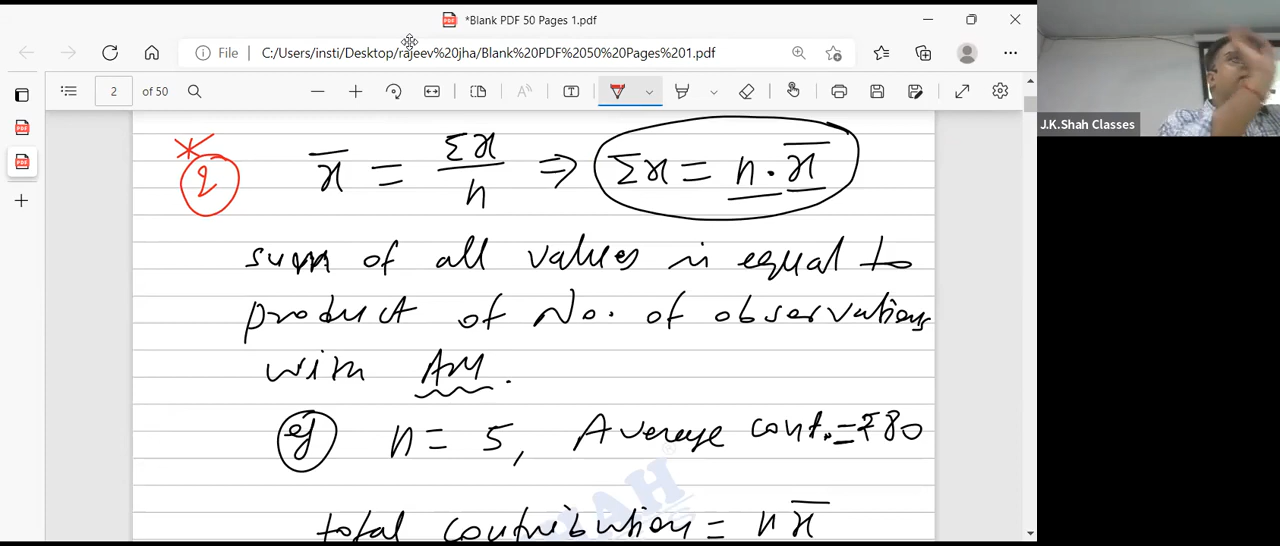 *Blank PDF 50 Pages 1.pdf
File C:/Users/insti/Desktop/rajeev%20jha/Blank%20PDF%2050%20Pages%201.pdf
2 of 50
J.K.Shah Classes
* 2 x̄ = Σx/n ⇒ Σx = n · x̄
sum of all values is equal to
product of No. of observations
with AM.
eg n = 5, Average cont. = ₹80
AH ®
total contribution = n x̄